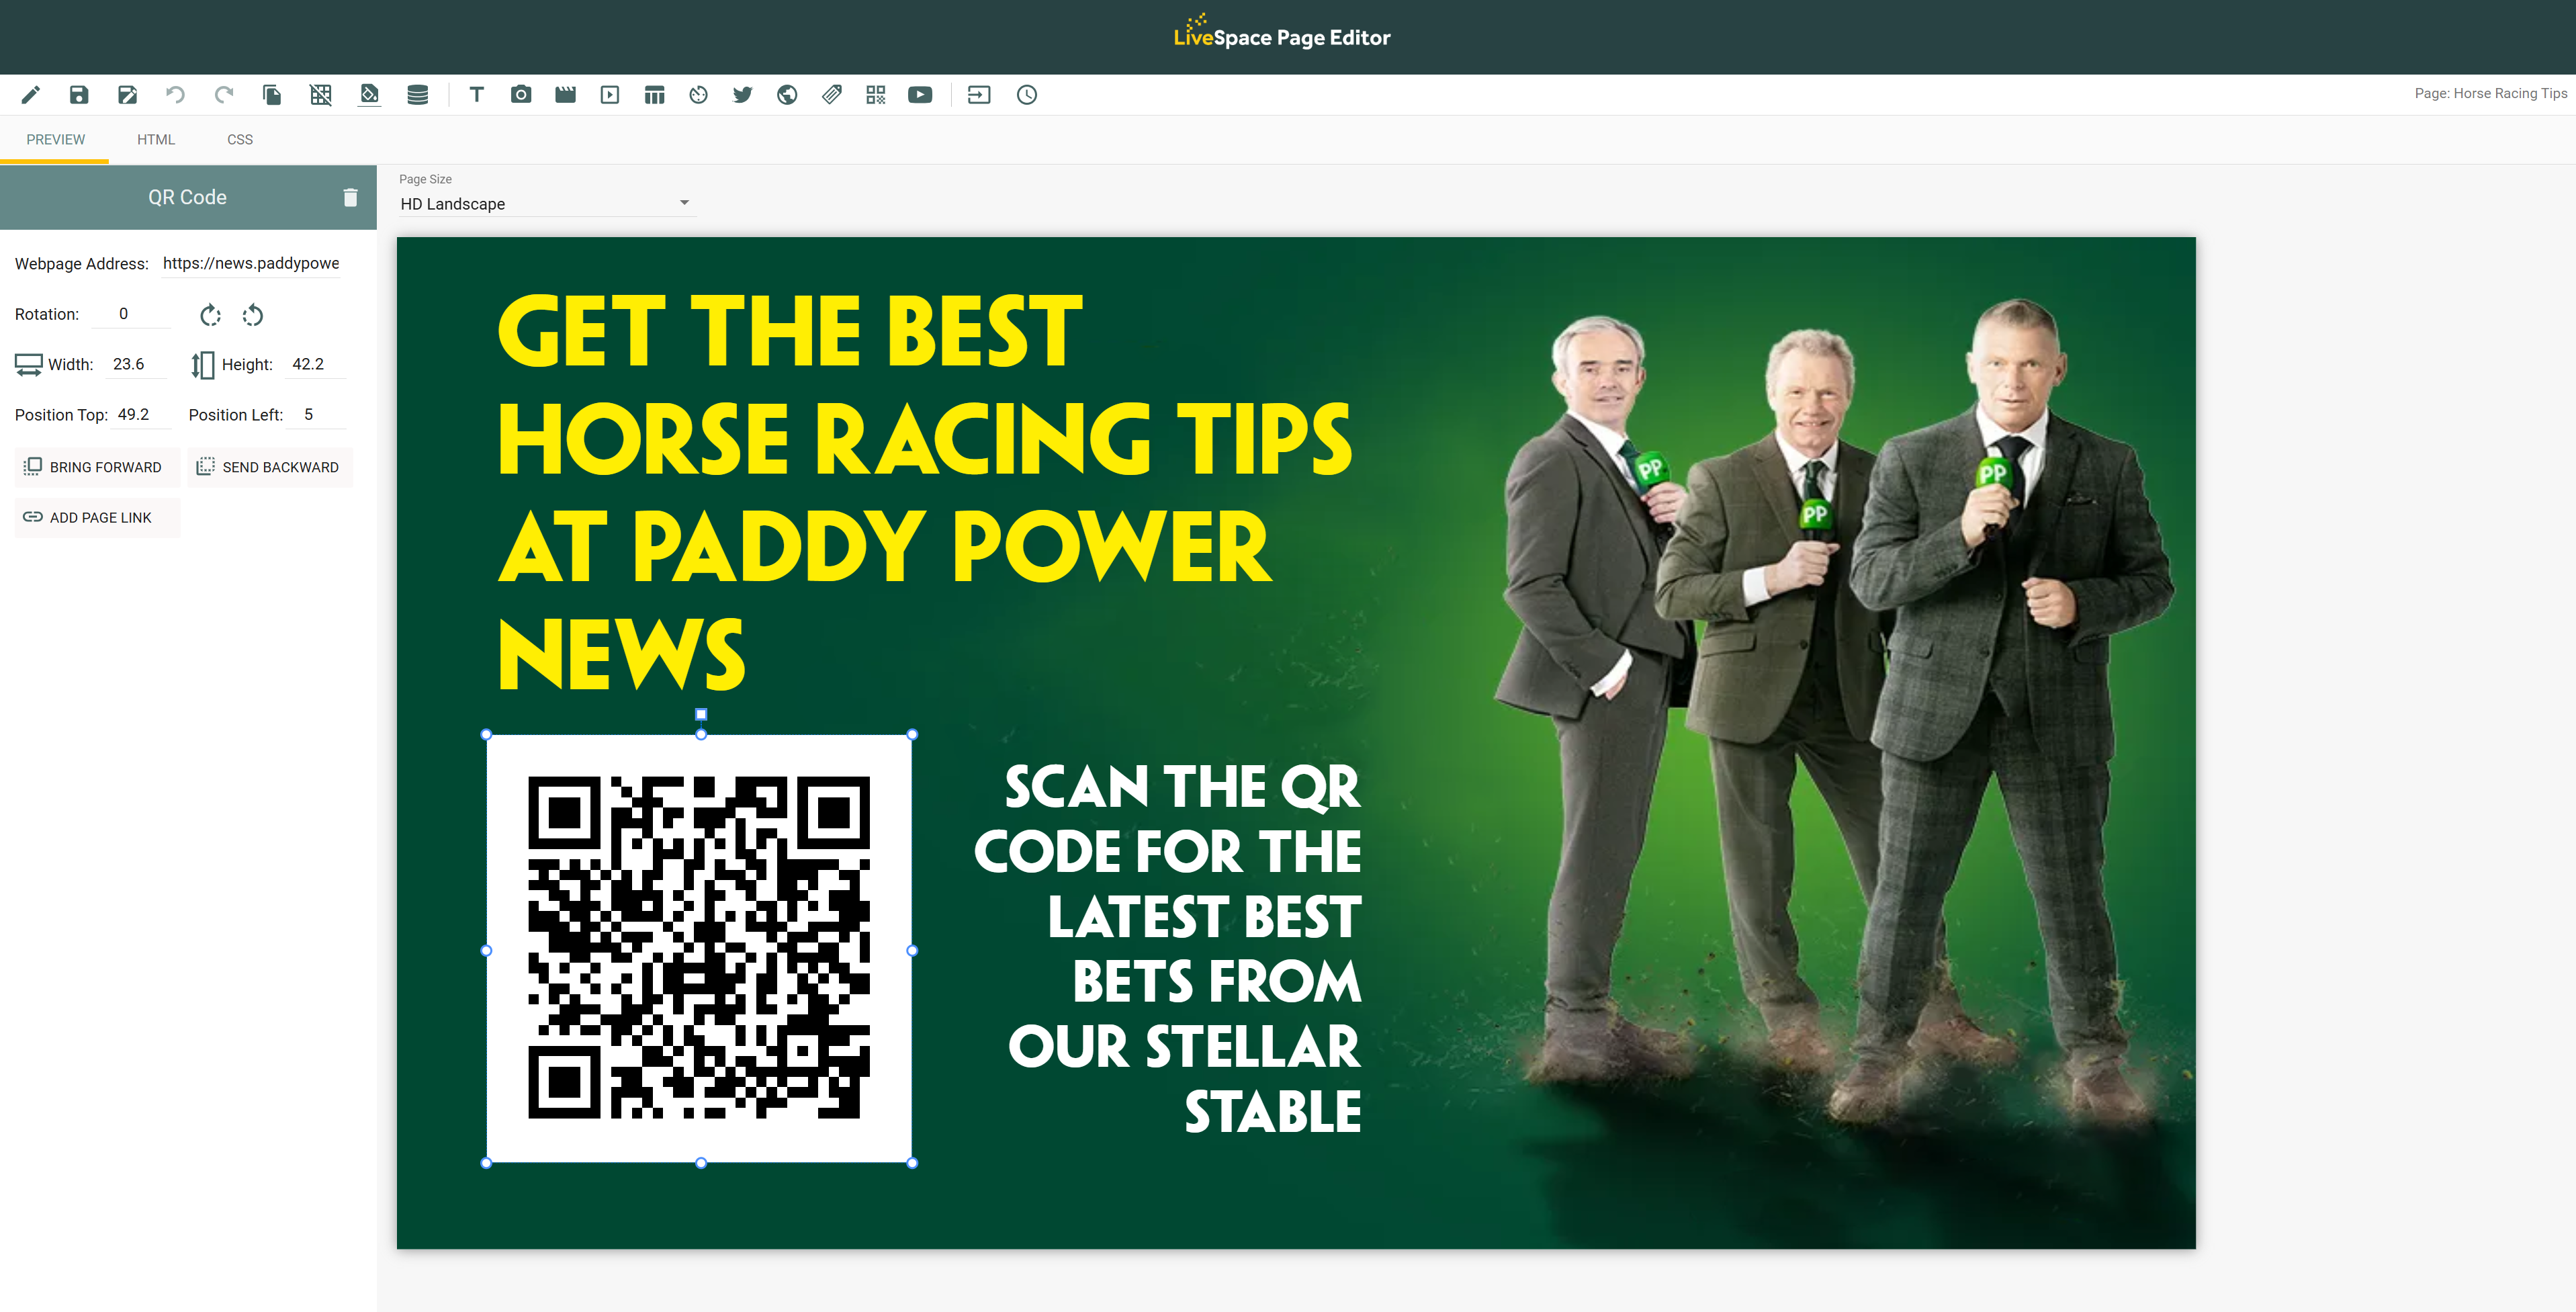 LiveSpace Page Editor
Page: Horse Racing Tips
PREVIEW HTML CSS
QR Code
Webpage Address: https://news.paddypowe
Rotation: 0
Width: 23.6 Height: 42.2
Position Top: 49.2 Position Left: 5
BRING FORWARD SEND BACKWARD
ADD PAGE LINK
Page Size
HD Landscape
GET THE BEST
HORSE RACING TIPS
AT PADDY POWER
NEWS
SCAN THE QR
CODE FOR THE
LATEST BEST
BETS FROM
OUR STELLAR
STABLE
PP
PP
PP